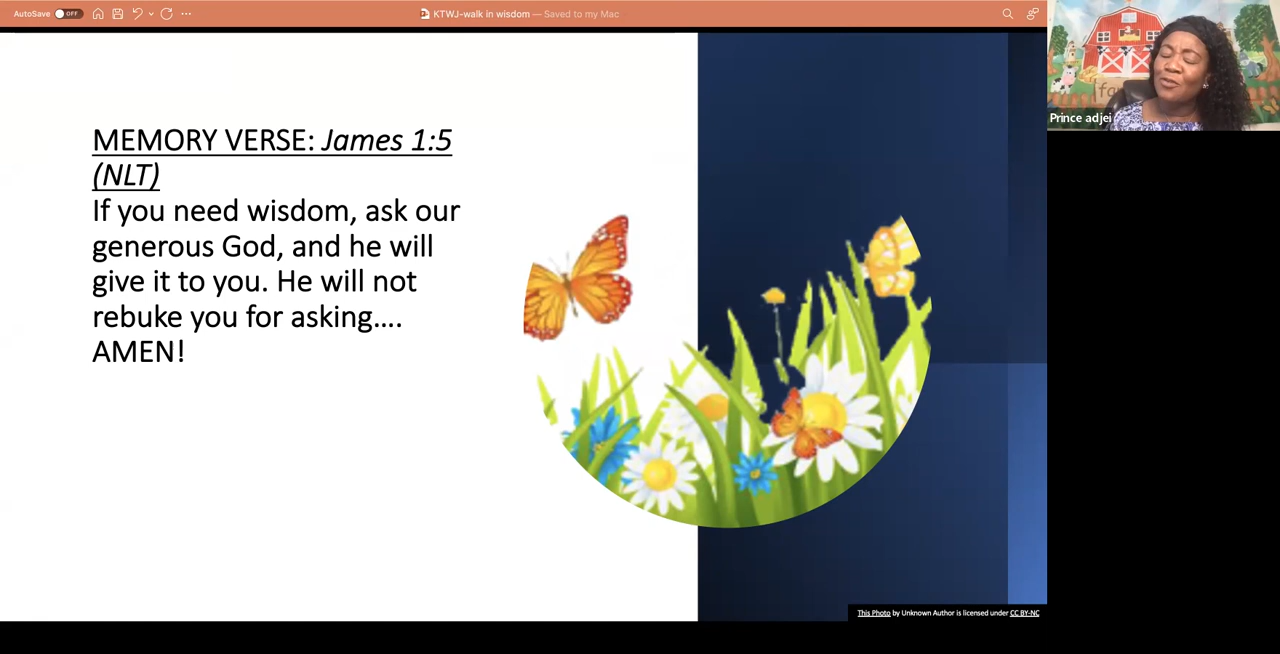 AutoSave OFF
KTWJ-walk in wisdom — Saved to my Mac
MEMORY VERSE: James 1:5
(NLT)
If you need wisdom, ask our
generous God, and he will
give it to you. He will not
rebuke you for asking....
AMEN!
Prince adjei
This Photo by Unknown Author is licensed under CC BY-NC